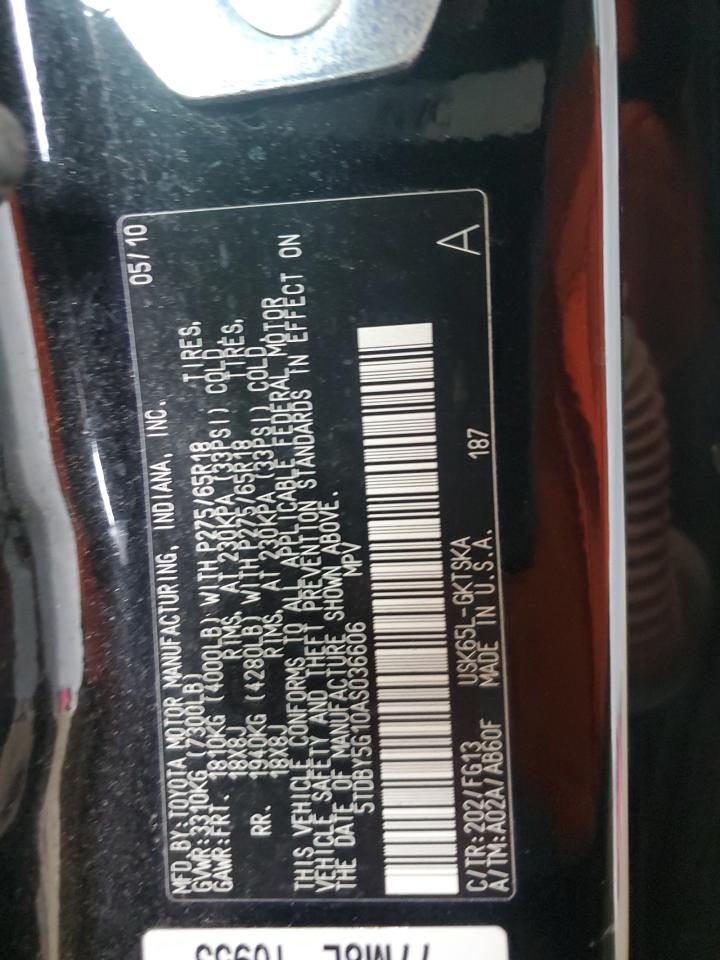 MFD BY:TOYOTA MOTOR MANUFACTURING, INDIANA, INC. 05/10
GVWR:3310KG(7300LB)
GAWR:FRT. 1810KG (4000LB) WITH P275/65R18 TIRES,
18X8J RIMS, AT 230KPA (33PSI) COLD,
RR. 1940KG (4280LB) WITH P275/65R18 TIRES,
18X8J RIMS, AT 230KPA (33PSI) COLD,
THIS VEHICLE CONFORMS TO ALL APPLICABLE FEDERAL MOTOR
VEHICLE SAFETY AND THEFT PREVENTION STANDARDS IN EFFECT ON
THE DATE OF MANUFACTURE SHOWN ABOVE.
5TDBY5G10AS036606 MPV
C/TR:202/FG13 USK65L-GKTSKA 187 A
A/TM:A02A/AB60F MADE IN U.S.A.